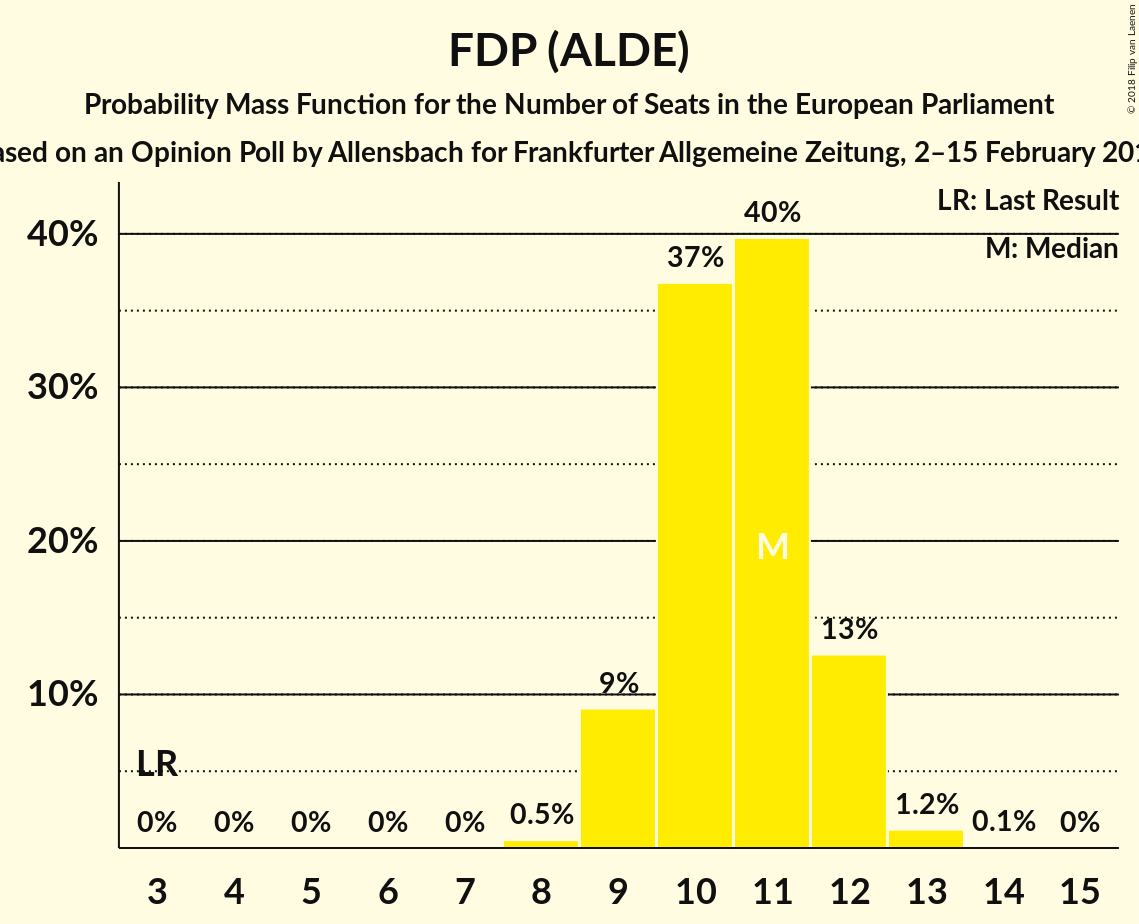 FDP (ALDE)
Probability Mass Function for the Number of Seats in the European Parliament
on an Opinion Poll by Allensbach for Frankfurter Allgemeine Zeitung, 2–15 February
© 2018 Filip van Laenen
LR: Last Result
M: Median
40%
30%
20%
10%
LR
0%
0%
0%
0%
0%
0.5%
9%
37%
40%
M
13%
1.2%
0.1%
0%
3 4 5 6 7 8 9 10 11 12 13 14 15